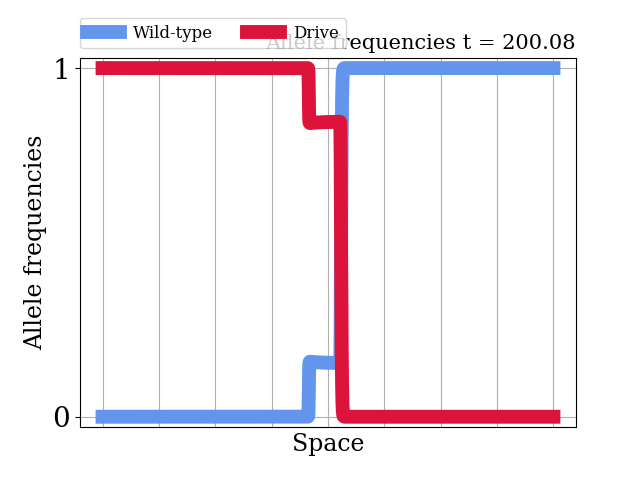 Allele frequencies t = 200.08
Wild-type Drive
1
0
Allele frequencies
Space